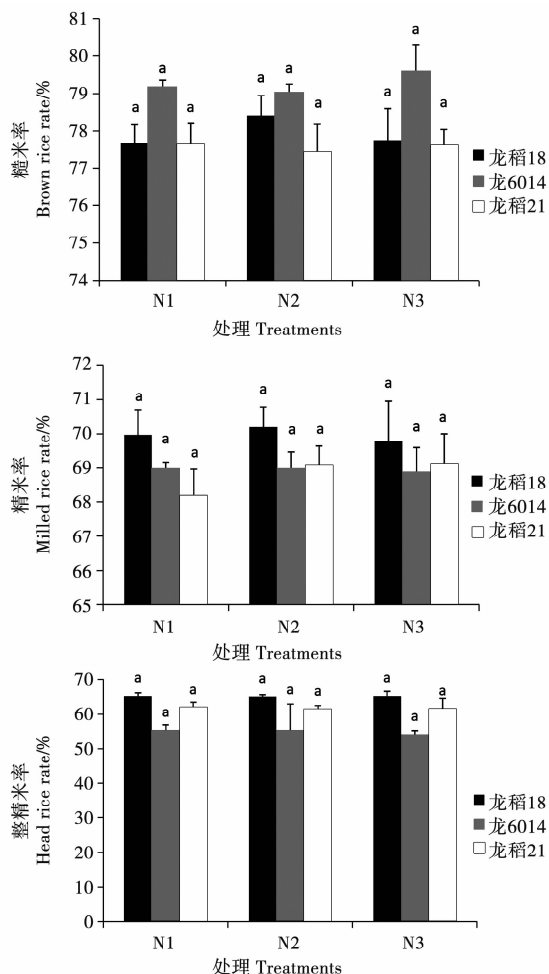 糙米率
Brown rice rate/%
81
80
79
78
77
76
75
74
a
a
a
a
a
a
a
a
a
N1
N2
N3
处理 Treatments
龙稻18
龙6014
龙稻21
精米率
Milled rice rate/%
72
71
70
69
68
67
66
65
a
a
a
a
a
a
a
a
a
N1
N2
N3
处理 Treatments
龙稻18
龙6014
龙稻21
整精米率
Head rice rate/%
70
60
50
40
30
20
10
0
a
a
a
a
a
a
a
a
a
N1
N2
N3
处理 Treatments
龙稻18
龙6014
龙稻21